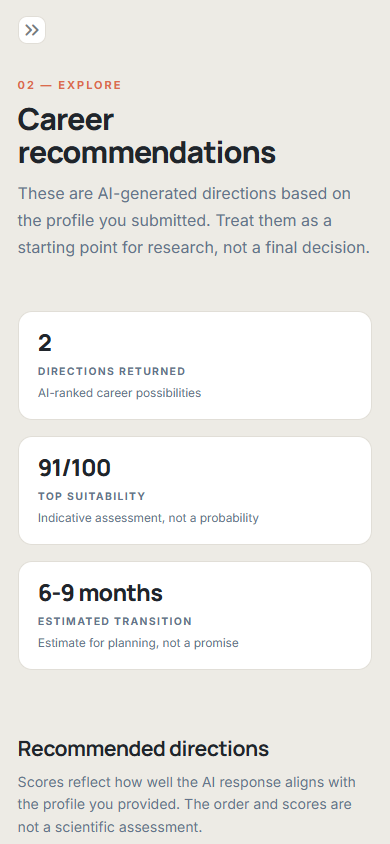 02 — EXPLORE
Career
recommendations
These are AI-generated directions based on
the profile you submitted. Treat them as a
starting point for research, not a final decision.
2
DIRECTIONS RETURNED
AI-ranked career possibilities
91/100
TOP SUITABILITY
Indicative assessment, not a probability
6-9 months
ESTIMATED TRANSITION
Estimate for planning, not a promise
Recommended directions
Scores reflect how well the AI response aligns with
the profile you provided. The order and scores are
not a scientific assessment.